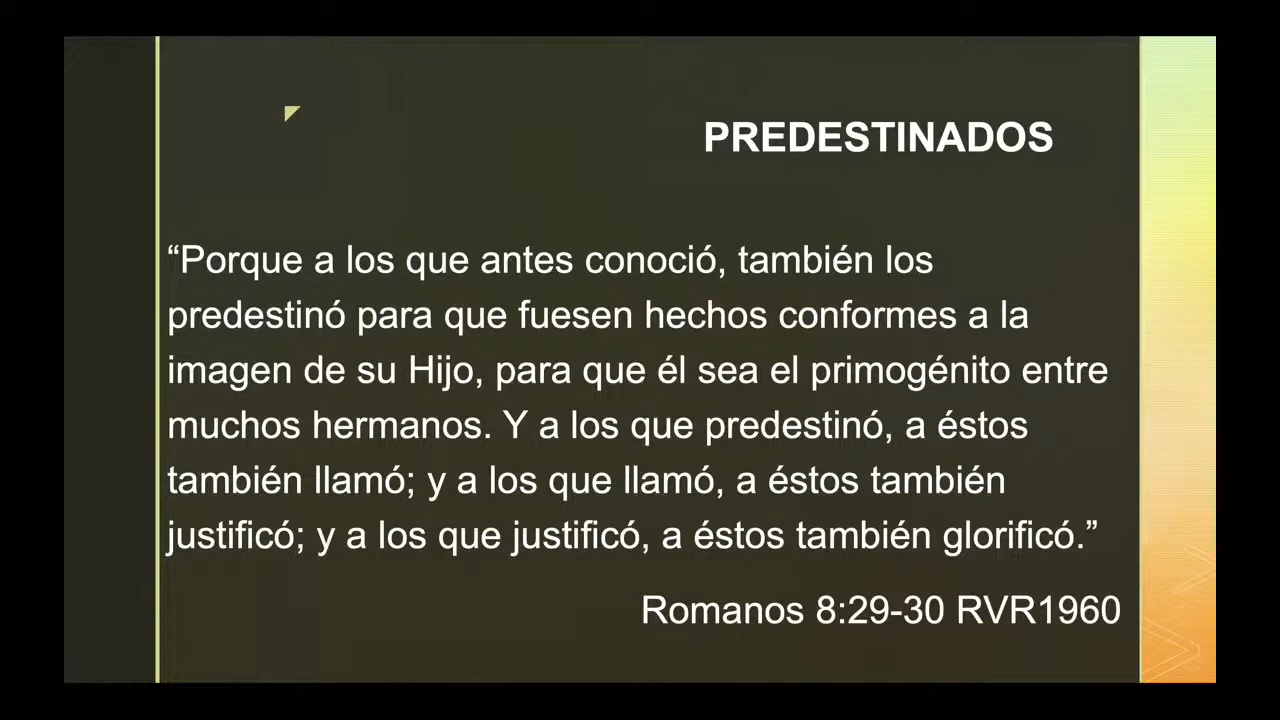 PREDESTINADOS
“Porque a los que antes conoció, también los
predestinó para que fuesen hechos conformes a la
imagen de su Hijo, para que él sea el primogénito entre
muchos hermanos. Y a los que predestinó, a éstos
también llamó; y a los que llamó, a éstos también
justificó; y a los que justificó, a éstos también glorificó.”
Romanos 8:29-30 RVR1960